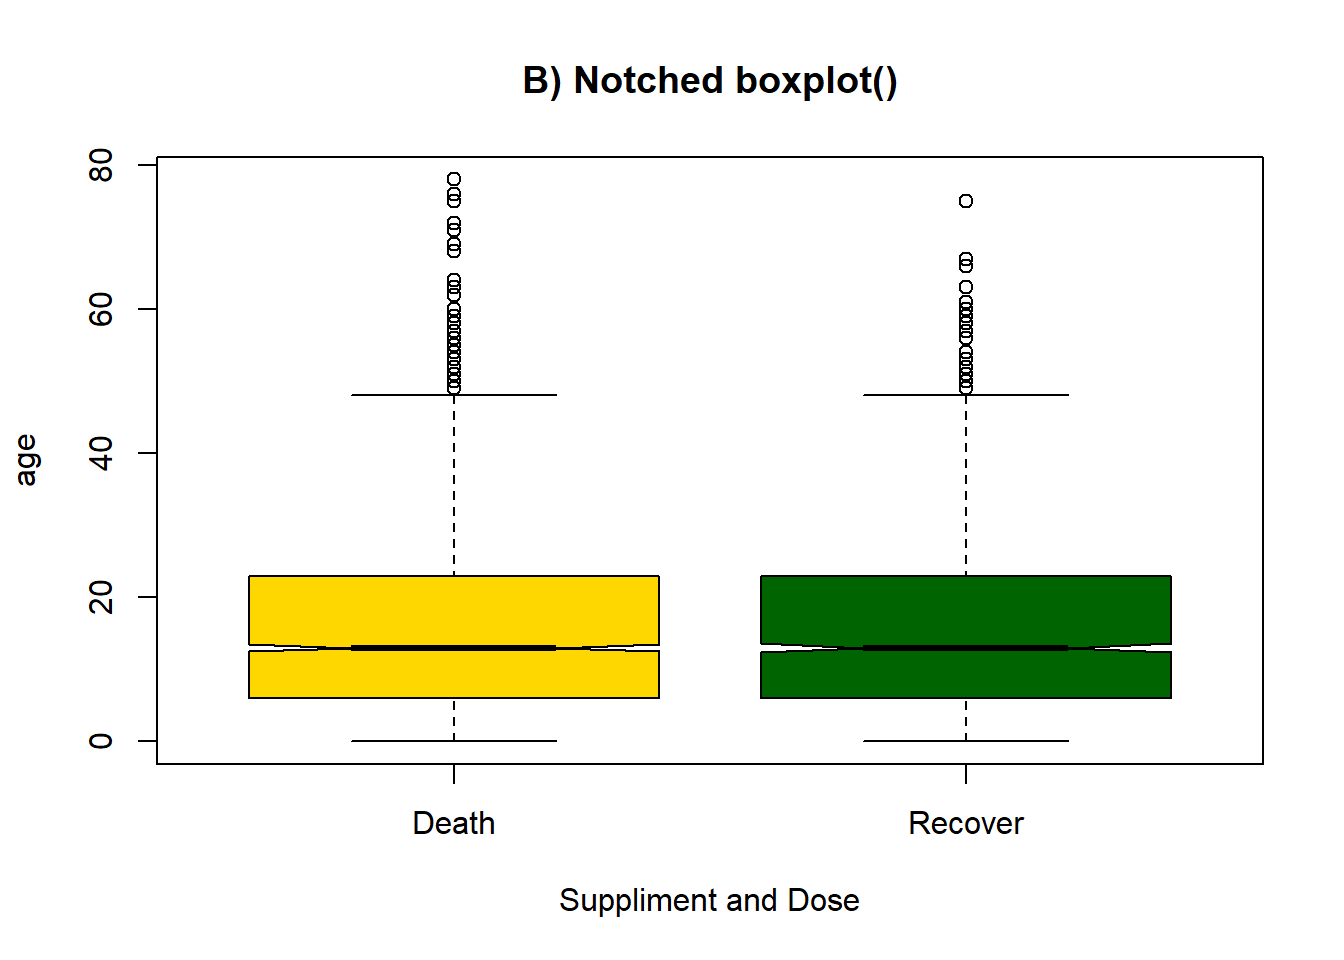 B) Notched boxplot()
80
60
40
20
0
age
Death
Recover
Suppliment and Dose